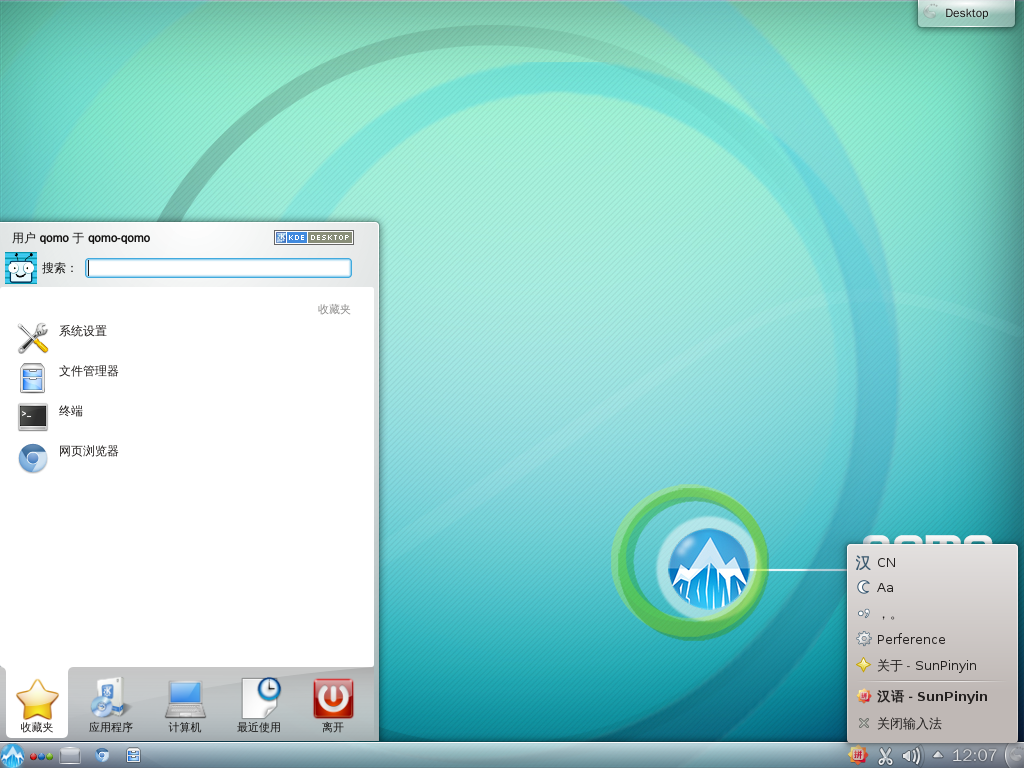 Desktop
用户 qomo 于 qomo-qomo
KDE DESKTOP
搜索：
收藏夹
系统设置
文件管理器
终端
网页浏览器
收藏夹
应用程序
计算机
最近使用
离开
qomo
汉 CN
Aa
，。
Perference
关于 - SunPinyin
拼 汉语 - SunPinyin
关闭输入法
拼
12:07